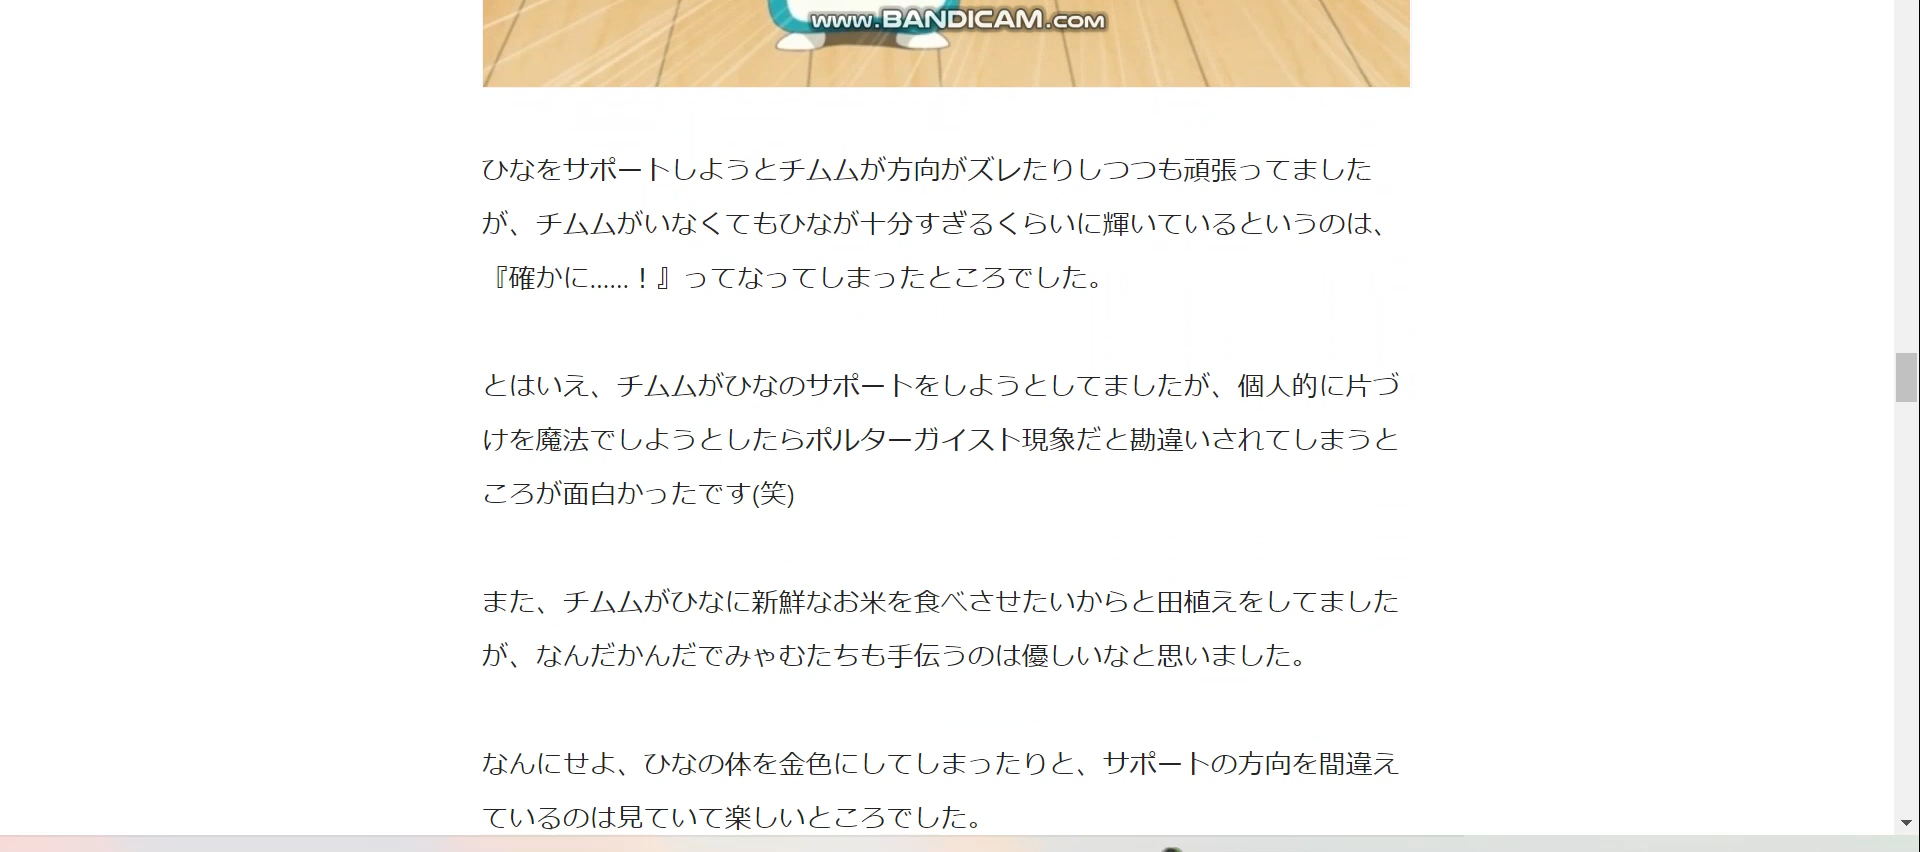 www.BANDICAM.com
ひなをサポートしようとチムムが方向がズレたりしつつも頑張ってました
が、チムムがいなくてもひなが十分すぎるくらいに輝いているというのは、
『確かに……！』ってなってしまったところでした。
とはいえ、チムムがひなのサポートをしようとしてましたが、個人的に片づ
けを魔法でしようとしたらポルターガイスト現象だと勘違いされてしまうと
ころが面白かったです(笑)
また、チムムがひなに新鮮なお米を食べさせたいからと田植えをしてました
が、なんだかんだでみゃむたちも手伝うのは優しいなと思いました。
なんにせよ、ひなの体を金色にしてしまったりと、サポートの方向を間違え
ているのは見ていて楽しいところでした。